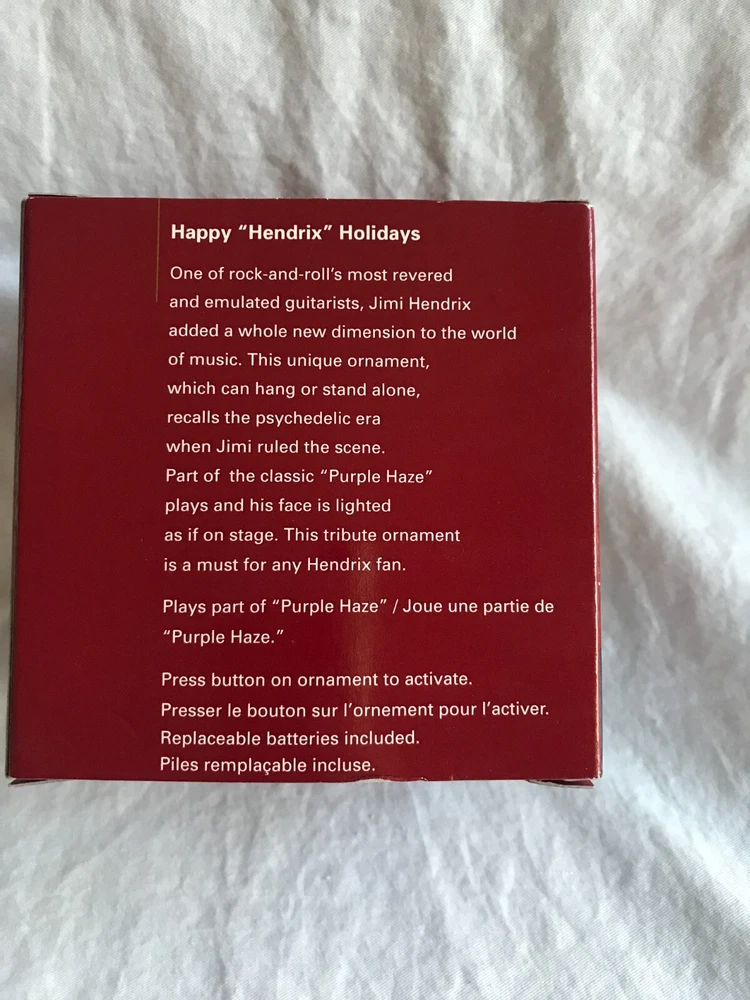 Happy “Hendrix” Holidays
One of rock-and-roll’s most revered
and emulated guitarists, Jimi Hendrix
added a whole new dimension to the world
of music. This unique ornament,
which can hang or stand alone,
recalls the psychedelic era
when Jimi ruled the scene.
Part of the classic “Purple Haze”
plays and his face is lighted
as if on stage. This tribute ornament
is a must for any Hendrix fan.
Plays part of “Purple Haze” / Joue une partie de
“Purple Haze.”
Press button on ornament to activate.
Presser le bouton sur l’ornement pour l’activer.
Replaceable batteries included.
Piles remplaçable incluse.